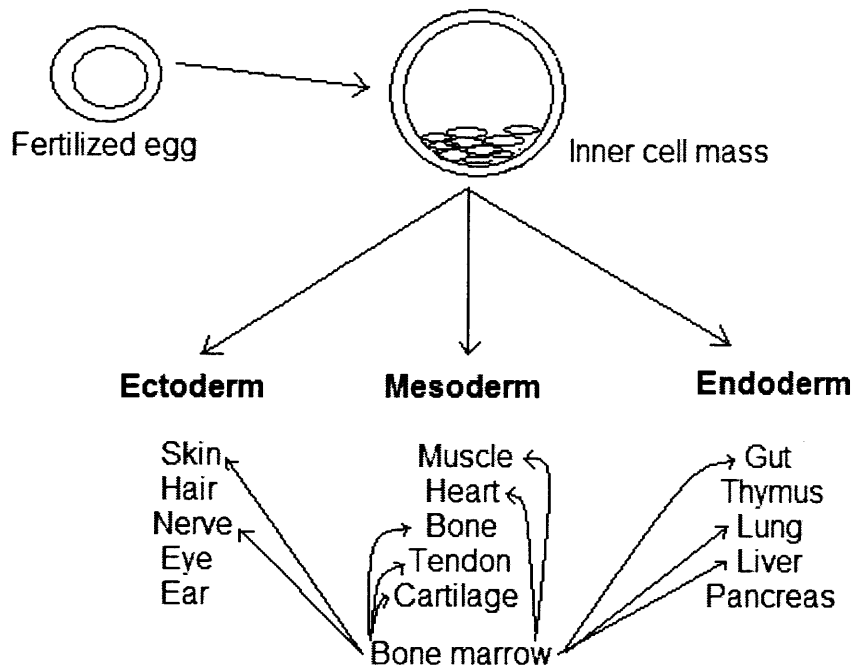 Fertilized egg
Inner cell mass
Ectoderm
Skin
Hair
Nerve
Eye
Ear
Mesoderm
Muscle
Heart
Bone
Tendon
Cartilage
Bone marrow
Endoderm
Gut
Thymus
Lung
Liver
Pancreas